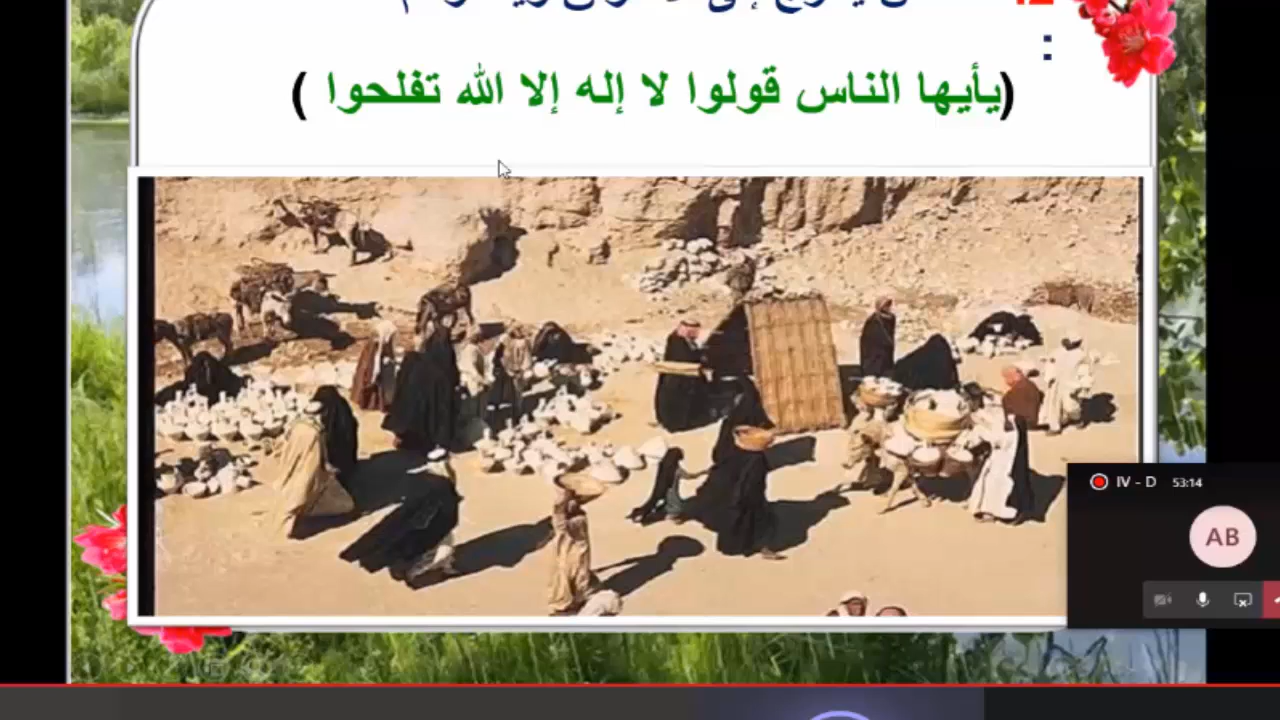 :
(يأيها الناس قولوا لا إله إلا الله تفلحوا )
IV - D 53:14
AB